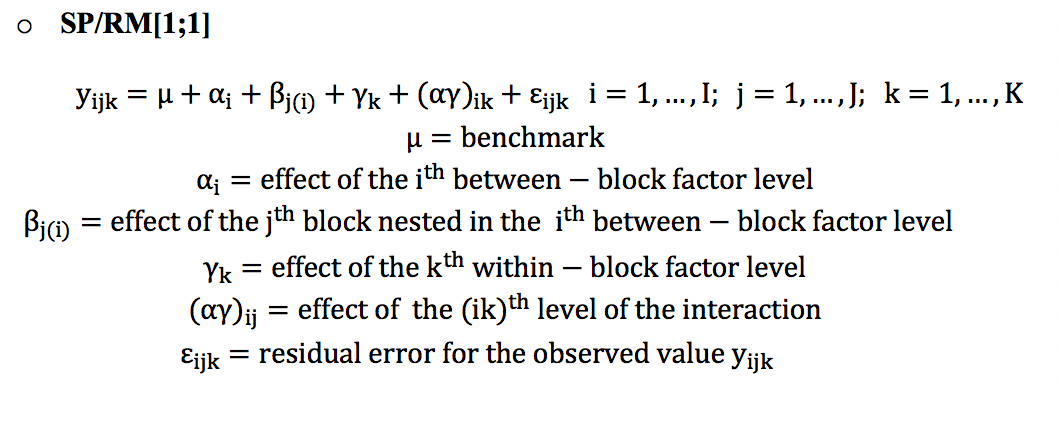 ○ SP/RM[1;1]
yᵢⱼₖ = μ + αᵢ + βⱼ₍ᵢ₎ + γₖ + (αγ)ᵢₖ + εᵢⱼₖ i = 1, …, I; j = 1, …, J; k = 1, …, K
μ = benchmark
αᵢ = effect of the iᵗʰ between − block factor level
βⱼ₍ᵢ₎ = effect of the jᵗʰ block nested in the iᵗʰ between − block factor level
γₖ = effect of the kᵗʰ within − block factor level
(αγ)ᵢⱼ = effect of the (ik)ᵗʰ level of the interaction
εᵢⱼₖ = residual error for the observed value yᵢⱼₖ